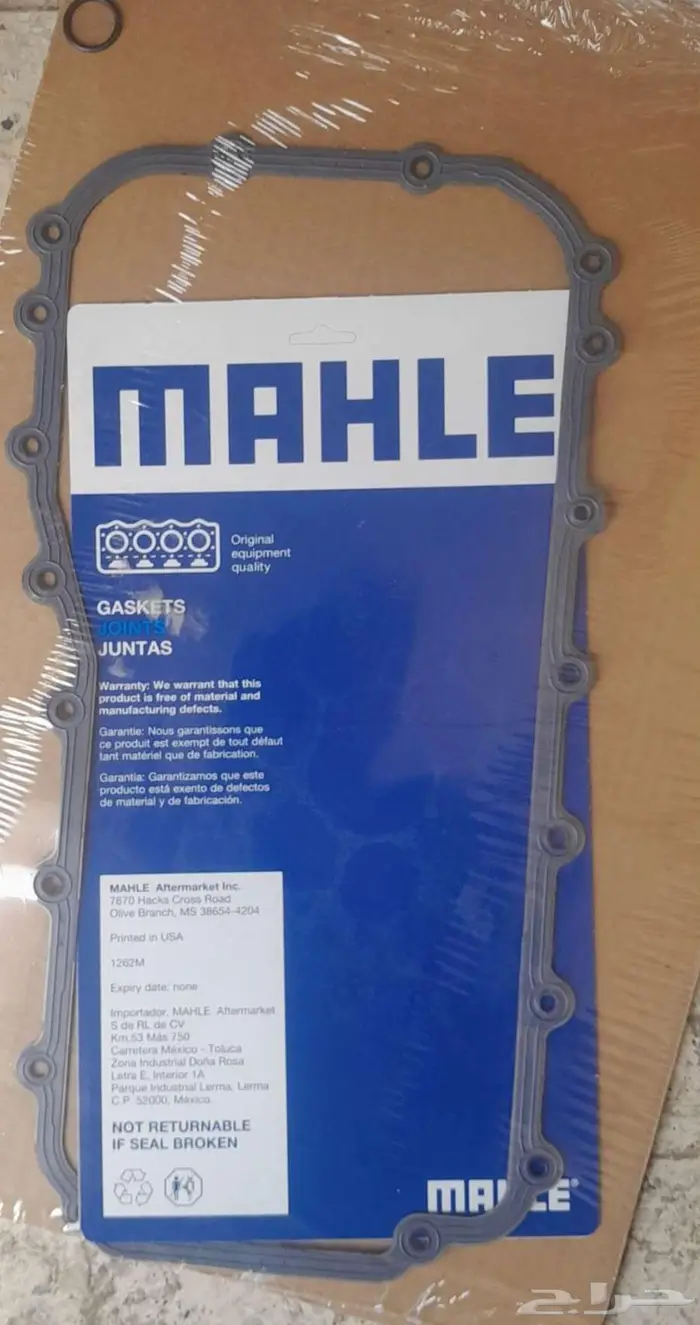 MAHLE
Original
equipment
quality
GASKETS
JOINTS
JUNTAS
Warranty: We warrant that this
product is free of material and
manufacturing defects.
Garantie: Nous garantissons que
ce produit est exempt de tout défaut
tant matériel que de fabrication.
Garantía: Garantizamos que este
producto está exento de defectos
de material y de fabricación.
MAHLE Aftermarket Inc.
7870 Hacks Cross Road
Olive Branch, MS 38654-4204
Printed in USA
1262M
Expiry date: none
Importador. MAHLE Aftermarket
S de RL de CV
Km.53 Más 750
Carretera México - Toluca
Zona Industrial Doña Rosa
Letra E, Interior 1A
Parque Industrial Lerma, Lerma
C.P. 52000, México.
NOT RETURNABLE
IF SEAL BROKEN
MAHLE®
حراج